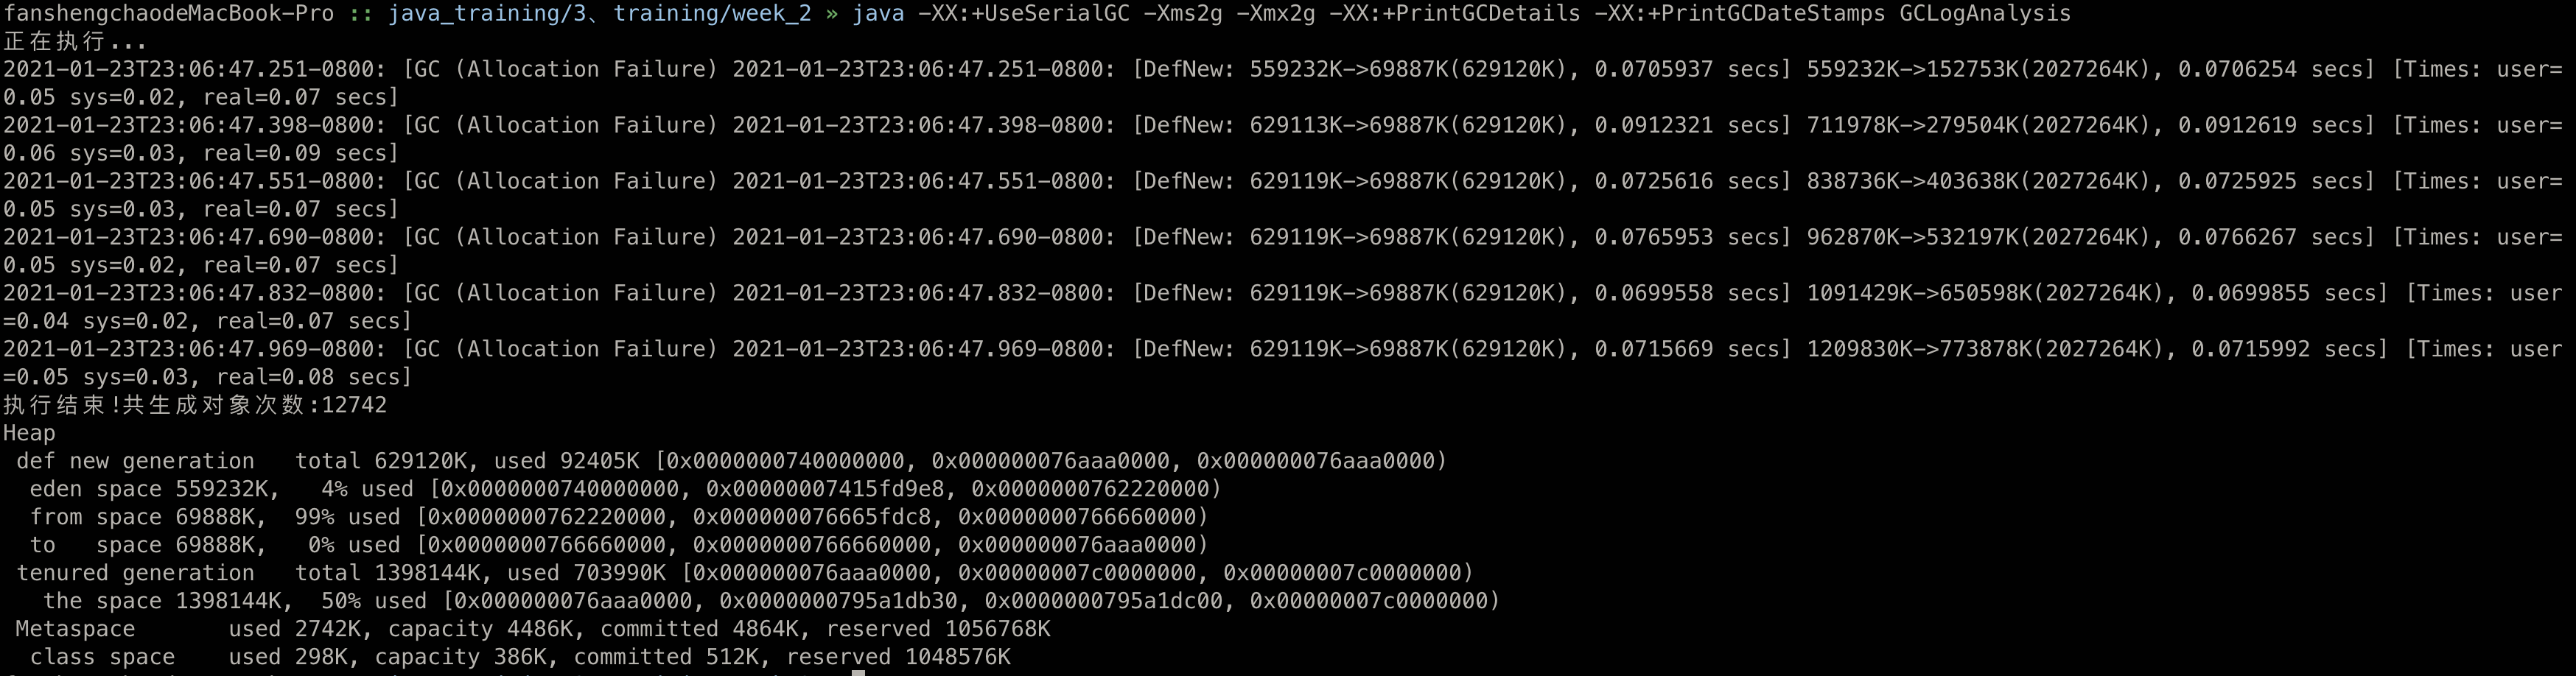 fanshengchaodeMacBook-Pro :: java_training/3、training/week_2 » java -XX:+UseSerialGC -Xms2g -Xmx2g -XX:+PrintGCDetails -XX:+PrintGCDateStamps GCLogAnalysis
正在执行...
2021-01-23T23:06:47.251-0800: [GC (Allocation Failure) 2021-01-23T23:06:47.251-0800: [DefNew: 559232K->69887K(629120K), 0.0705937 secs] 559232K->152753K(2027264K), 0.0706254 secs] [Times: user=
0.05 sys=0.02, real=0.07 secs]
2021-01-23T23:06:47.398-0800: [GC (Allocation Failure) 2021-01-23T23:06:47.398-0800: [DefNew: 629113K->69887K(629120K), 0.0912321 secs] 711978K->279504K(2027264K), 0.0912619 secs] [Times: user=
0.06 sys=0.03, real=0.09 secs]
2021-01-23T23:06:47.551-0800: [GC (Allocation Failure) 2021-01-23T23:06:47.551-0800: [DefNew: 629119K->69887K(629120K), 0.0725616 secs] 838736K->403638K(2027264K), 0.0725925 secs] [Times: user=
0.05 sys=0.03, real=0.07 secs]
2021-01-23T23:06:47.690-0800: [GC (Allocation Failure) 2021-01-23T23:06:47.690-0800: [DefNew: 629119K->69887K(629120K), 0.0765953 secs] 962870K->532197K(2027264K), 0.0766267 secs] [Times: user=
0.05 sys=0.02, real=0.07 secs]
2021-01-23T23:06:47.832-0800: [GC (Allocation Failure) 2021-01-23T23:06:47.832-0800: [DefNew: 629119K->69887K(629120K), 0.0699558 secs] 1091429K->650598K(2027264K), 0.0699855 secs] [Times: user
=0.04 sys=0.02, real=0.07 secs]
2021-01-23T23:06:47.969-0800: [GC (Allocation Failure) 2021-01-23T23:06:47.969-0800: [DefNew: 629119K->69887K(629120K), 0.0715669 secs] 1209830K->773878K(2027264K), 0.0715992 secs] [Times: user
=0.05 sys=0.03, real=0.08 secs]
执行结束!共生成对象次数:12742
Heap
 def new generation   total 629120K, used 92405K [0x0000000740000000, 0x000000076aaa0000, 0x000000076aaa0000)
  eden space 559232K,   4% used [0x0000000740000000, 0x00000007415fd9e8, 0x0000000762220000)
  from space 69888K,  99% used [0x0000000762220000, 0x000000076665fdc8, 0x0000000766660000)
  to   space 69888K,   0% used [0x0000000766660000, 0x0000000766660000, 0x000000076aaa0000)
 tenured generation   total 1398144K, used 703990K [0x000000076aaa0000, 0x00000007c0000000, 0x00000007c0000000)
   the space 1398144K,  50% used [0x000000076aaa0000, 0x0000000795a1db30, 0x0000000795a1dc00, 0x00000007c0000000)
 Metaspace       used 2742K, capacity 4486K, committed 4864K, reserved 1056768K
  class space    used 298K, capacity 386K, committed 512K, reserved 1048576K